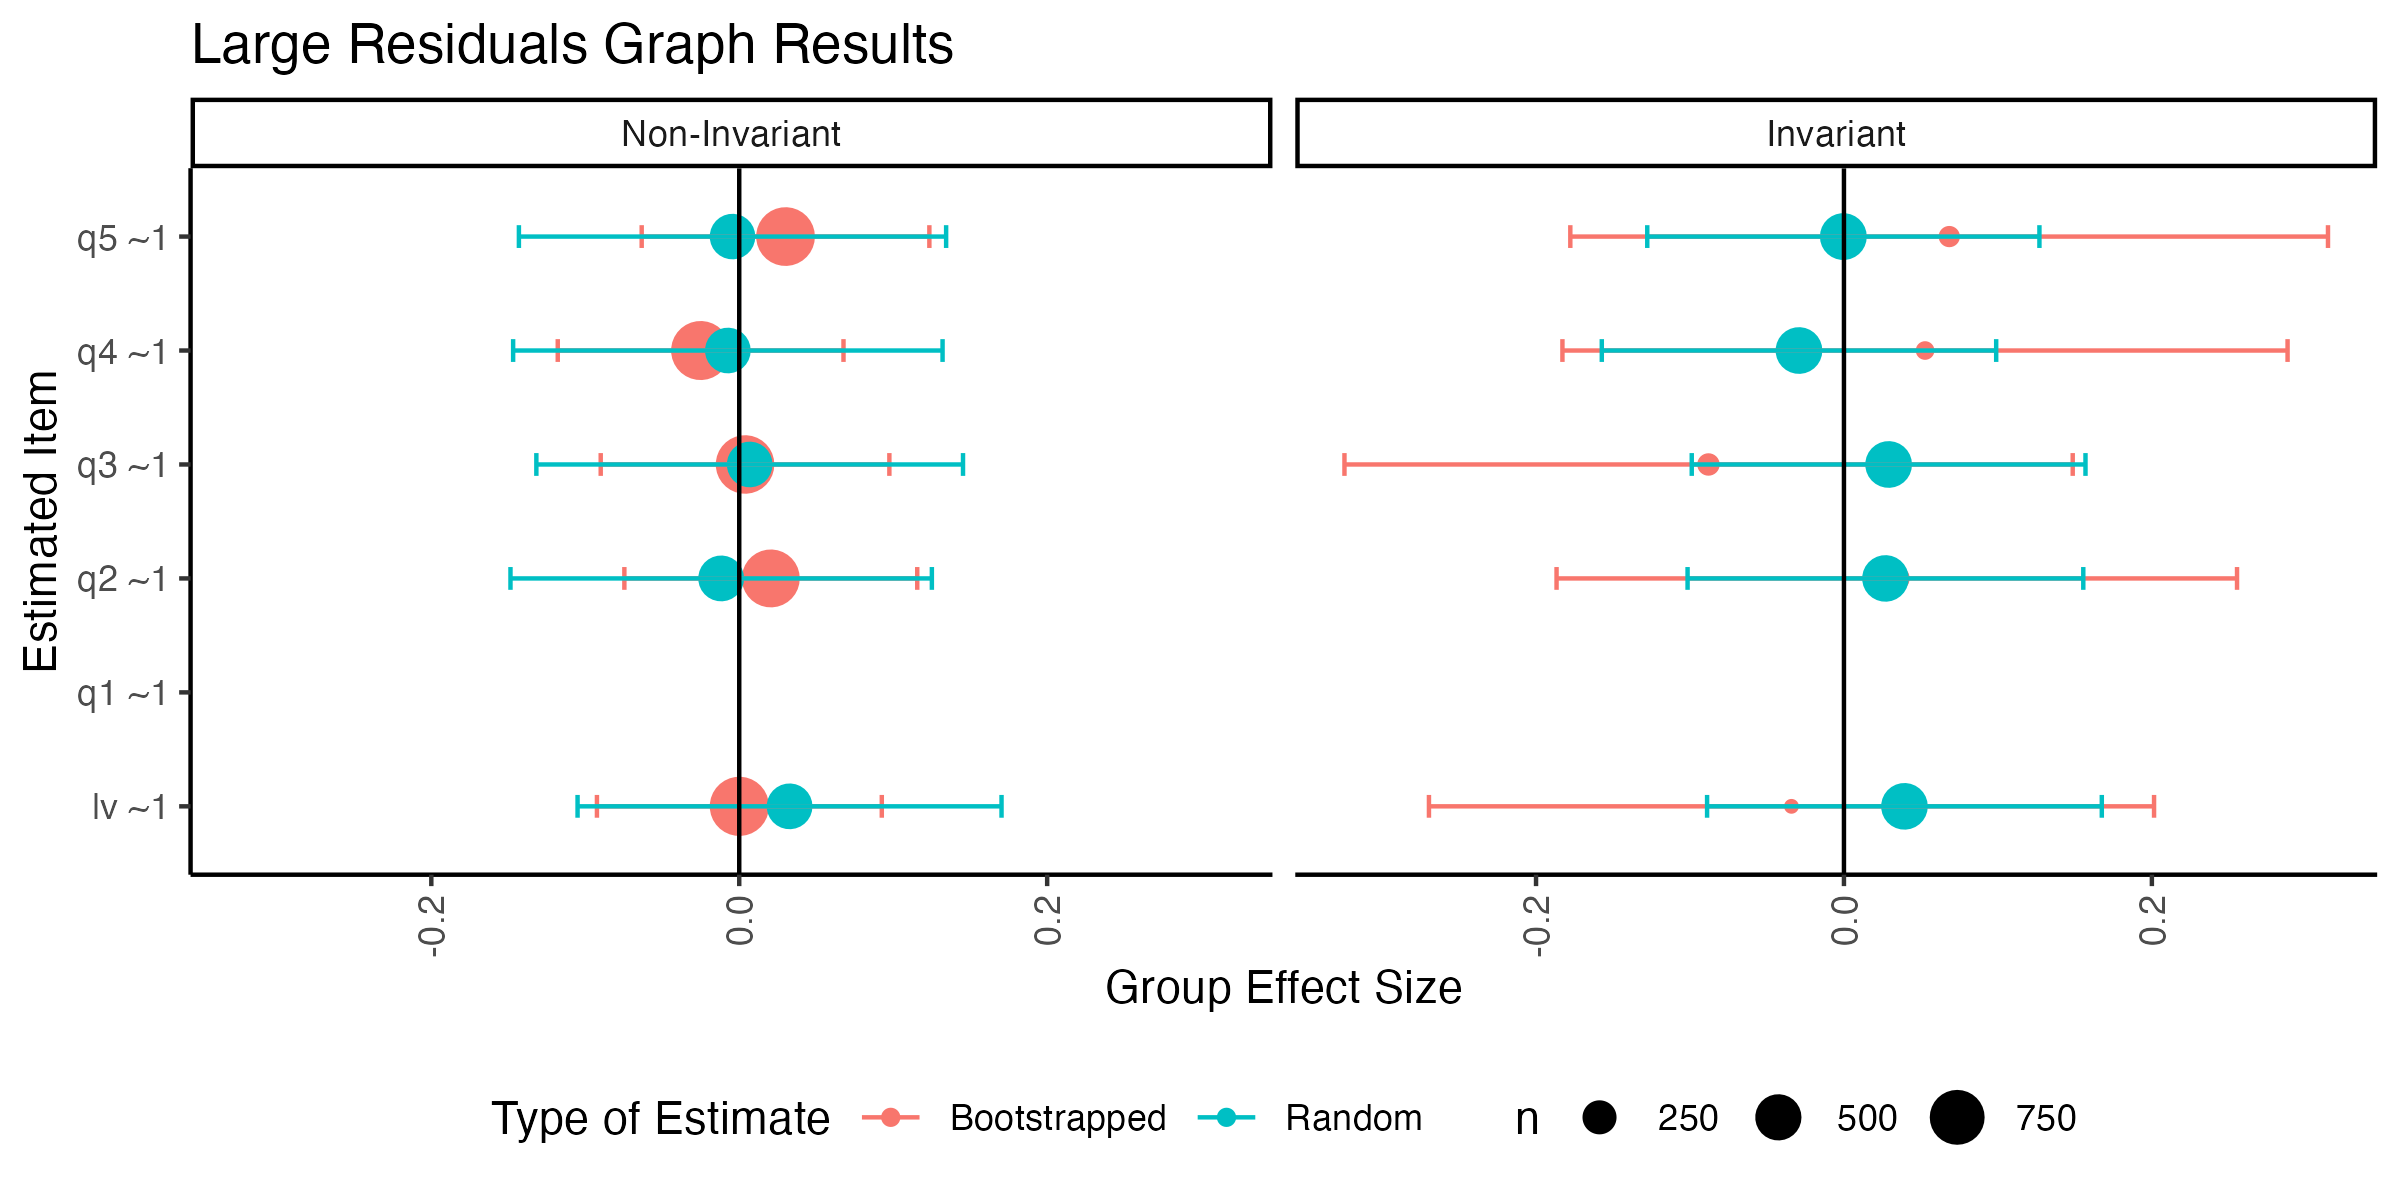 Large Residuals Graph Results
Non-Invariant
Invariant
Estimated Item
q5 ~1
q4 ~1
q3 ~1
q2 ~1
q1 ~1
lv ~1
-0.2 0.0 0.2
-0.2 0.0 0.2
Group Effect Size
Type of Estimate Bootstrapped Random n 250 500 750